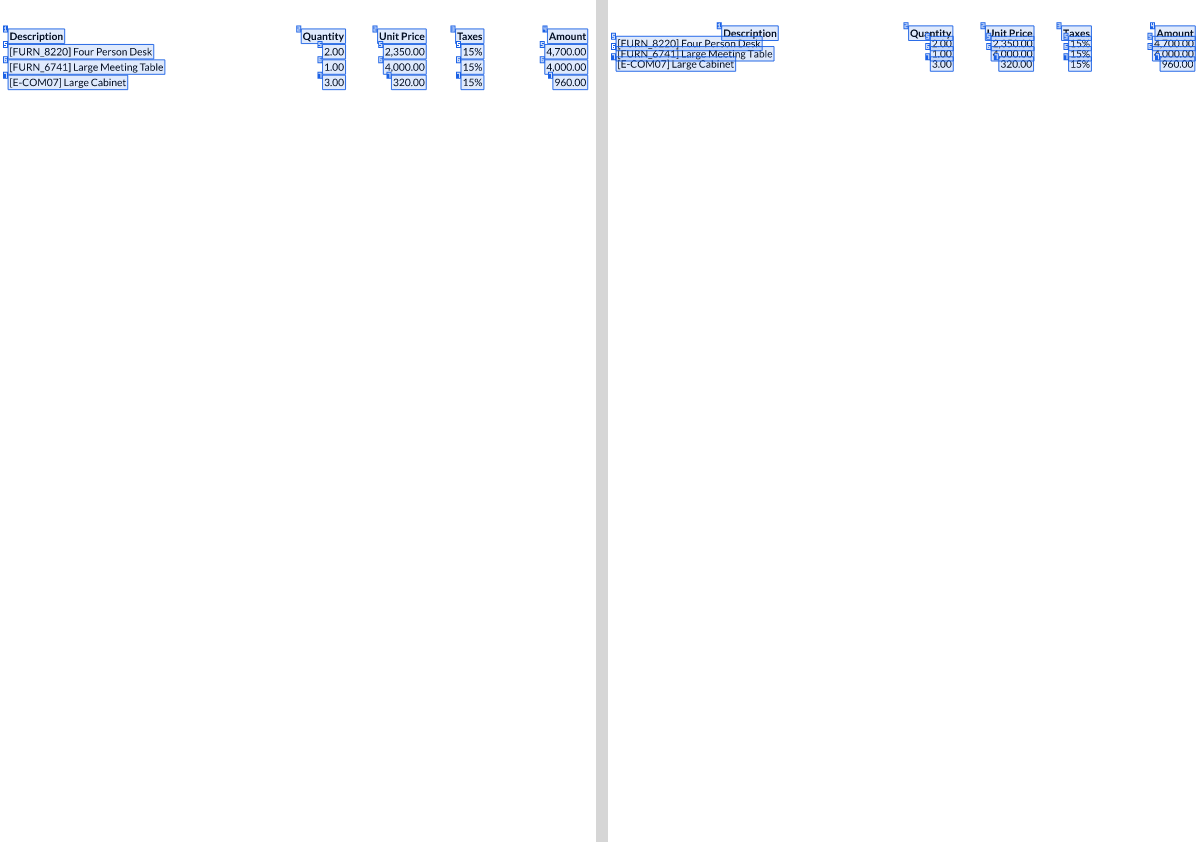 Description Quantity Unit Price Taxes Amount
[FURN_8220] Four Person Desk 2.00 2,350.00 15% 4,700.00
[FURN_6741] Large Meeting Table 1.00 4,000.00 15% 4,000.00
[E-COM07] Large Cabinet 3.00 320.00 15% 960.00
Description Quantity Unit Price Taxes Amount
[FURN_8220] Four Person Desk 2.00 2,350.00 15% 4,700.00
[FURN_6741] Large Meeting Table 1.00 4,000.00 15% 4,000.00
[E-COM07] Large Cabinet 3.00 320.00 15% 960.00